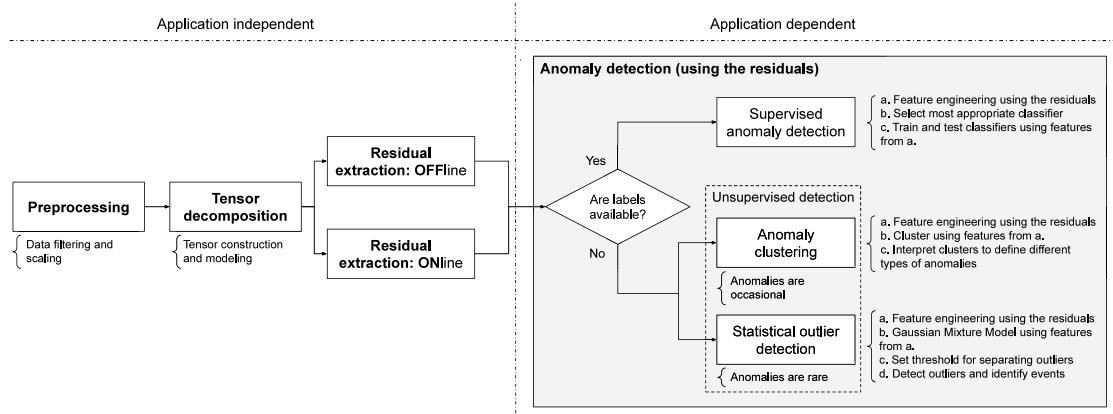 Application independent
Application dependent
Anomaly detection (using the residuals)
Preprocessing
Data filtering and
scaling
Tensor
decomposition
Tensor construction
and modeling
Residual
extraction: OFFline
Residual
extraction: ONline
Are labels
available?
Yes
No
Supervised
anomaly detection
a. Feature engineering using the residuals
b. Select most appropriate classifier
c. Train and test classifiers using features
from a.
Unsupervised detection
Anomaly
clustering
Anomalies are
occasional
a. Feature engineering using the residuals
b. Cluster using features from a.
c. Interpret clusters to define different
types of anomalies
Statistical outlier
detection
Anomalies are rare
a. Feature engineering using the residuals
b. Gaussian Mixture Model using features
from a.
c. Set threshold for separating outliers
d. Detect outliers and identify events